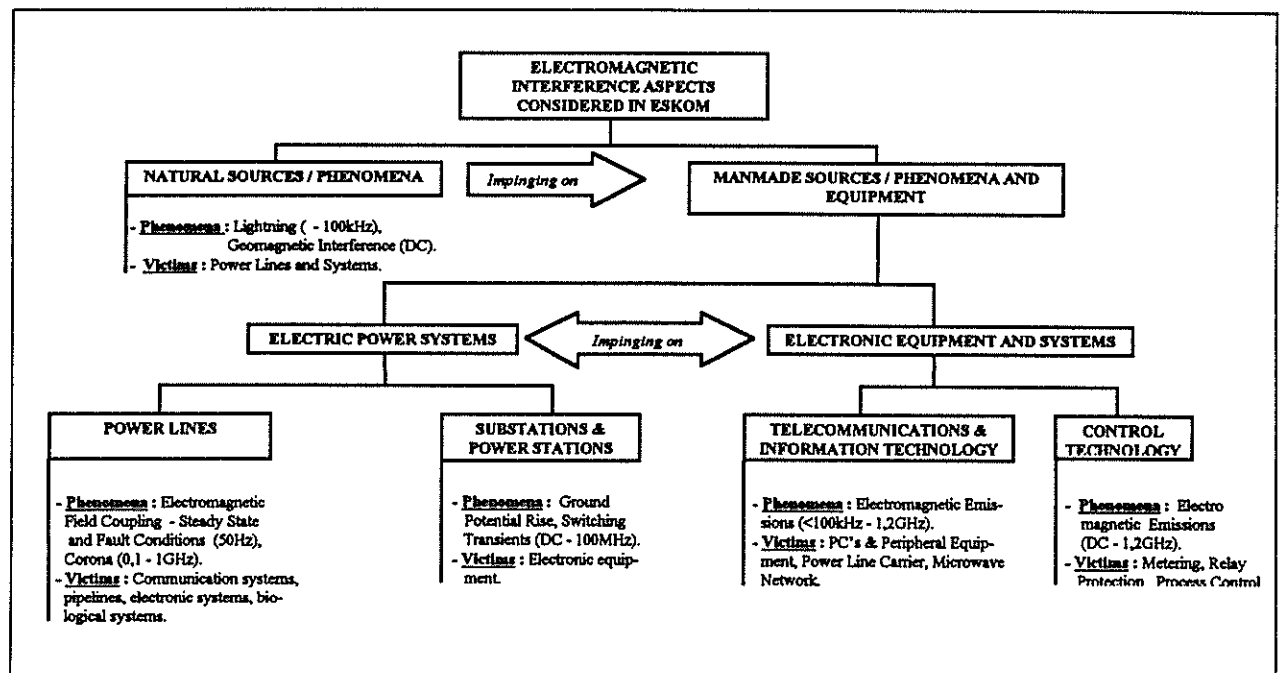 ELECTROMAGNETIC
INTERFERENCE ASPECTS
CONSIDERED IN ESKOM
NATURAL SOURCES / PHENOMENA
Impinging on
MANMADE SOURCES / PHENOMENA AND
EQUIPMENT
- Phenomena : Lightning ( - 100kHz),
Geomagnetic Interference (DC).
- Victims : Power Lines and Systems.
ELECTRIC POWER SYSTEMS
Impinging on
ELECTRONIC EQUIPMENT AND SYSTEMS
POWER LINES
- Phenomena : Electromagnetic
Field Coupling - Steady State
and Fault Conditions (50Hz),
Corona (0,1 - 1GHz)
- Victims : Communication systems,
pipelines, electronic systems, bio-
logical systems.
SUBSTATIONS &
POWER STATIONS
- Phenomena : Ground
Potential Rise, Switching
Transients (DC - 100MHz).
- Victims : Electronic equip-
ment.
TELECOMMUNICATIONS &
INFORMATION TECHNOLOGY
- Phenomena : Electromagnetic Emis-
sions (<100kHz - 1,2GHz).
- Victims : PC's & Peripheral Equip-
ment, Power Line Carrier, Microwave
Network.
CONTROL
TECHNOLOGY
- Phenomena : Electro
magnetic Emissions
(DC - 1,2GHz).
- Victims : Metering, Relay
Protection, Process Control